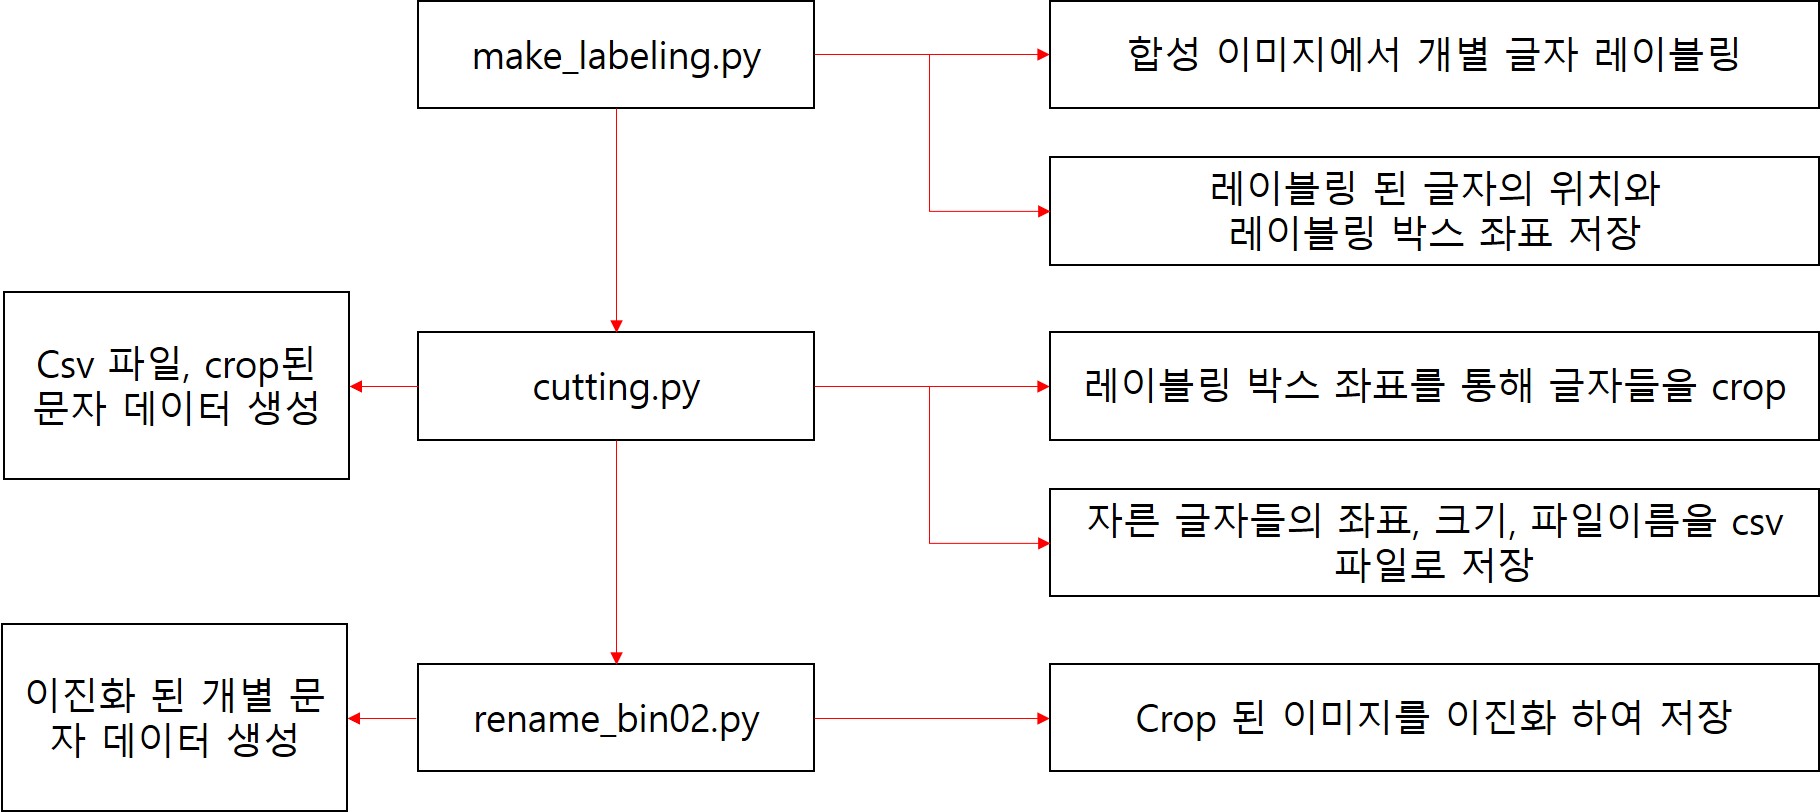 make_labeling.py
합성 이미지에서 개별 글자 레이블링
레이블링 된 글자의 위치와
레이블링 박스 좌표 저장
Csv 파일, crop된
문자 데이터 생성
cutting.py
레이블링 박스 좌표를 통해 글자들을 crop
자른 글자들의 좌표, 크기, 파일이름을 csv
파일로 저장
이진화 된 개별 문
자 데이터 생성
rename_bin02.py
Crop 된 이미지를 이진화 하여 저장